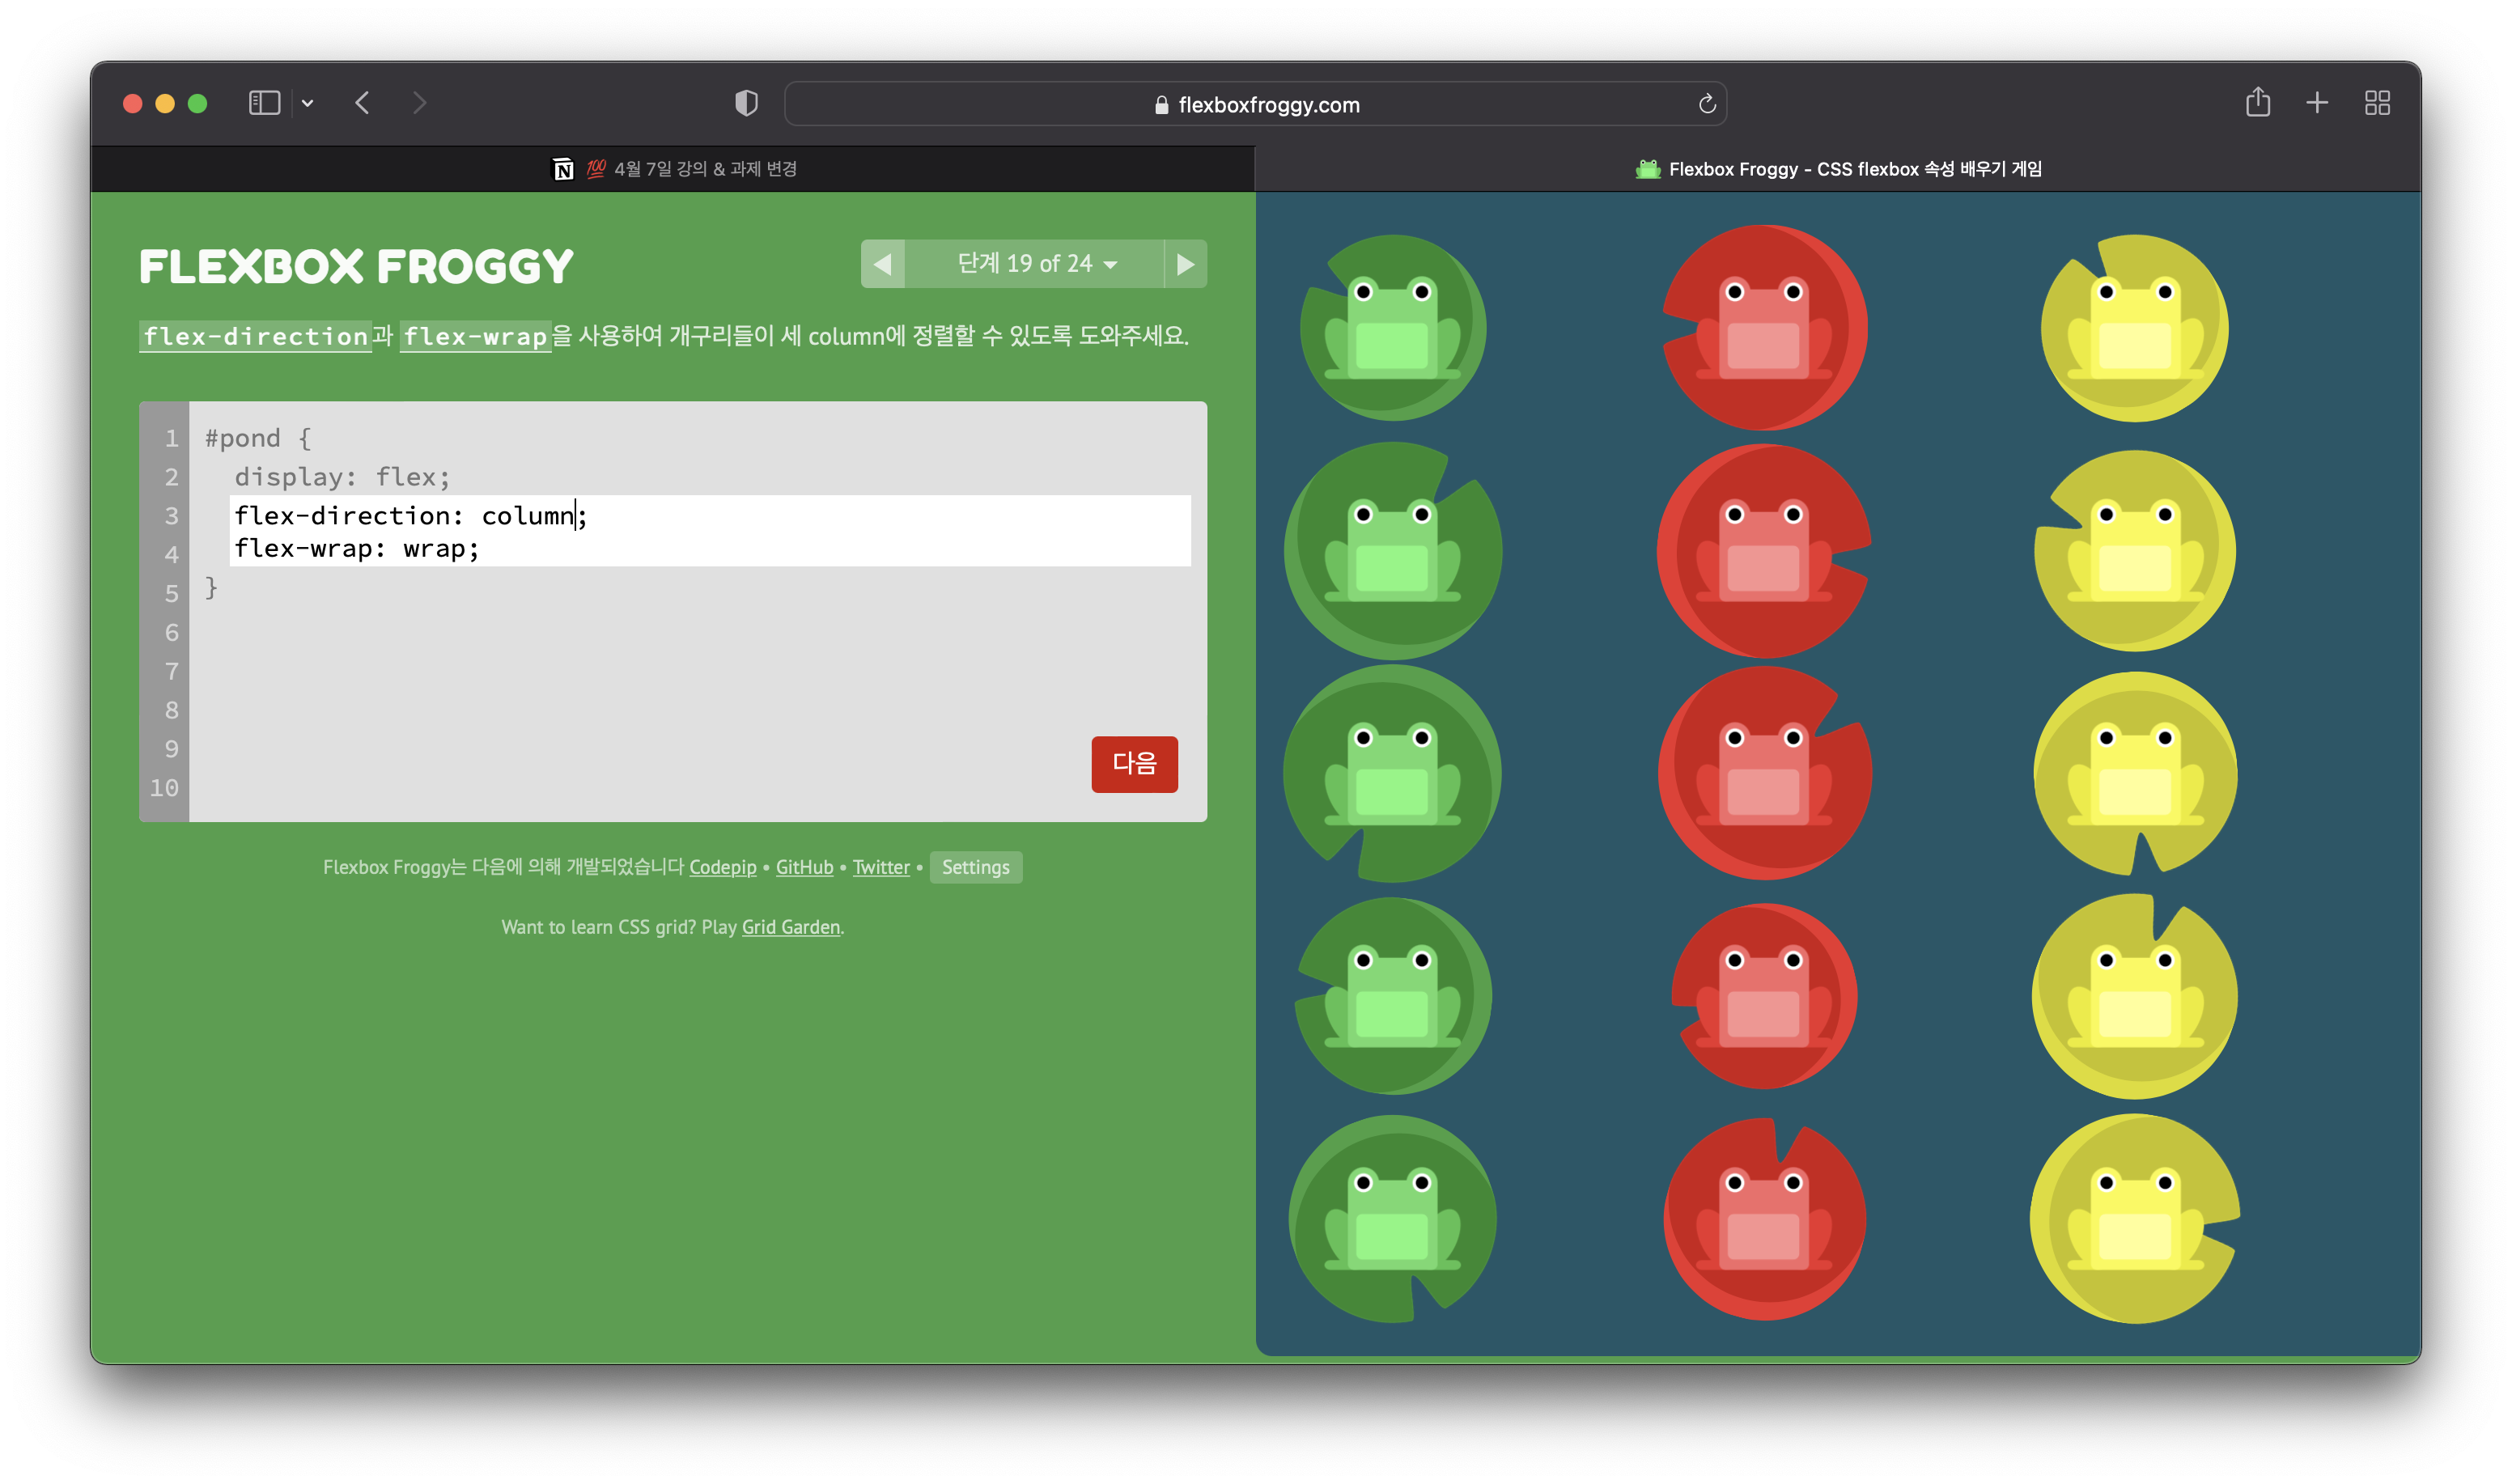 flexboxfroggy.com
N 💯 4월 7일 강의 & 과제 변경
Flexbox Froggy - CSS flexbox 속성 배우기 게임
FLEXBOX FROGGY
단계 19 of 24
flex-direction과 flex-wrap을 사용하여 개구리들이 세 column에 정렬할 수 있도록 도와주세요.
1 #pond {
2 display: flex;
3 flex-direction: column;
4 flex-wrap: wrap;
5 }
6
7
8
9
10
다음
Flexbox Froggy는 다음에 의해 개발되었습니다 Codepip • GitHub • Twitter • Settings
Want to learn CSS grid? Play Grid Garden.